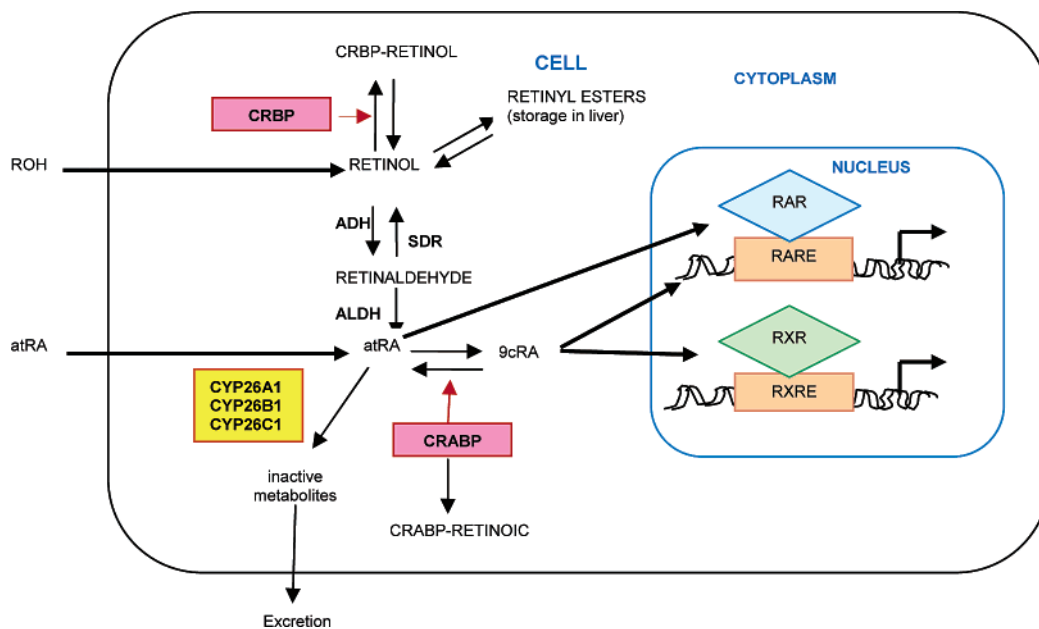 CRBP-RETINOL
CELL
CYTOPLASM
RETINYL ESTERS
(storage in liver)
CRBP
ROH
RETINOL
NUCLEUS
RAR
ADH
SDR
RARE
RETINALDEHYDE
ALDH
atRA
atRA
9cRA
RXR
CYP26A1
CYP26B1
CYP26C1
RXRE
CRABP
inactive
metabolites
CRABP-RETINOIC
Excretion